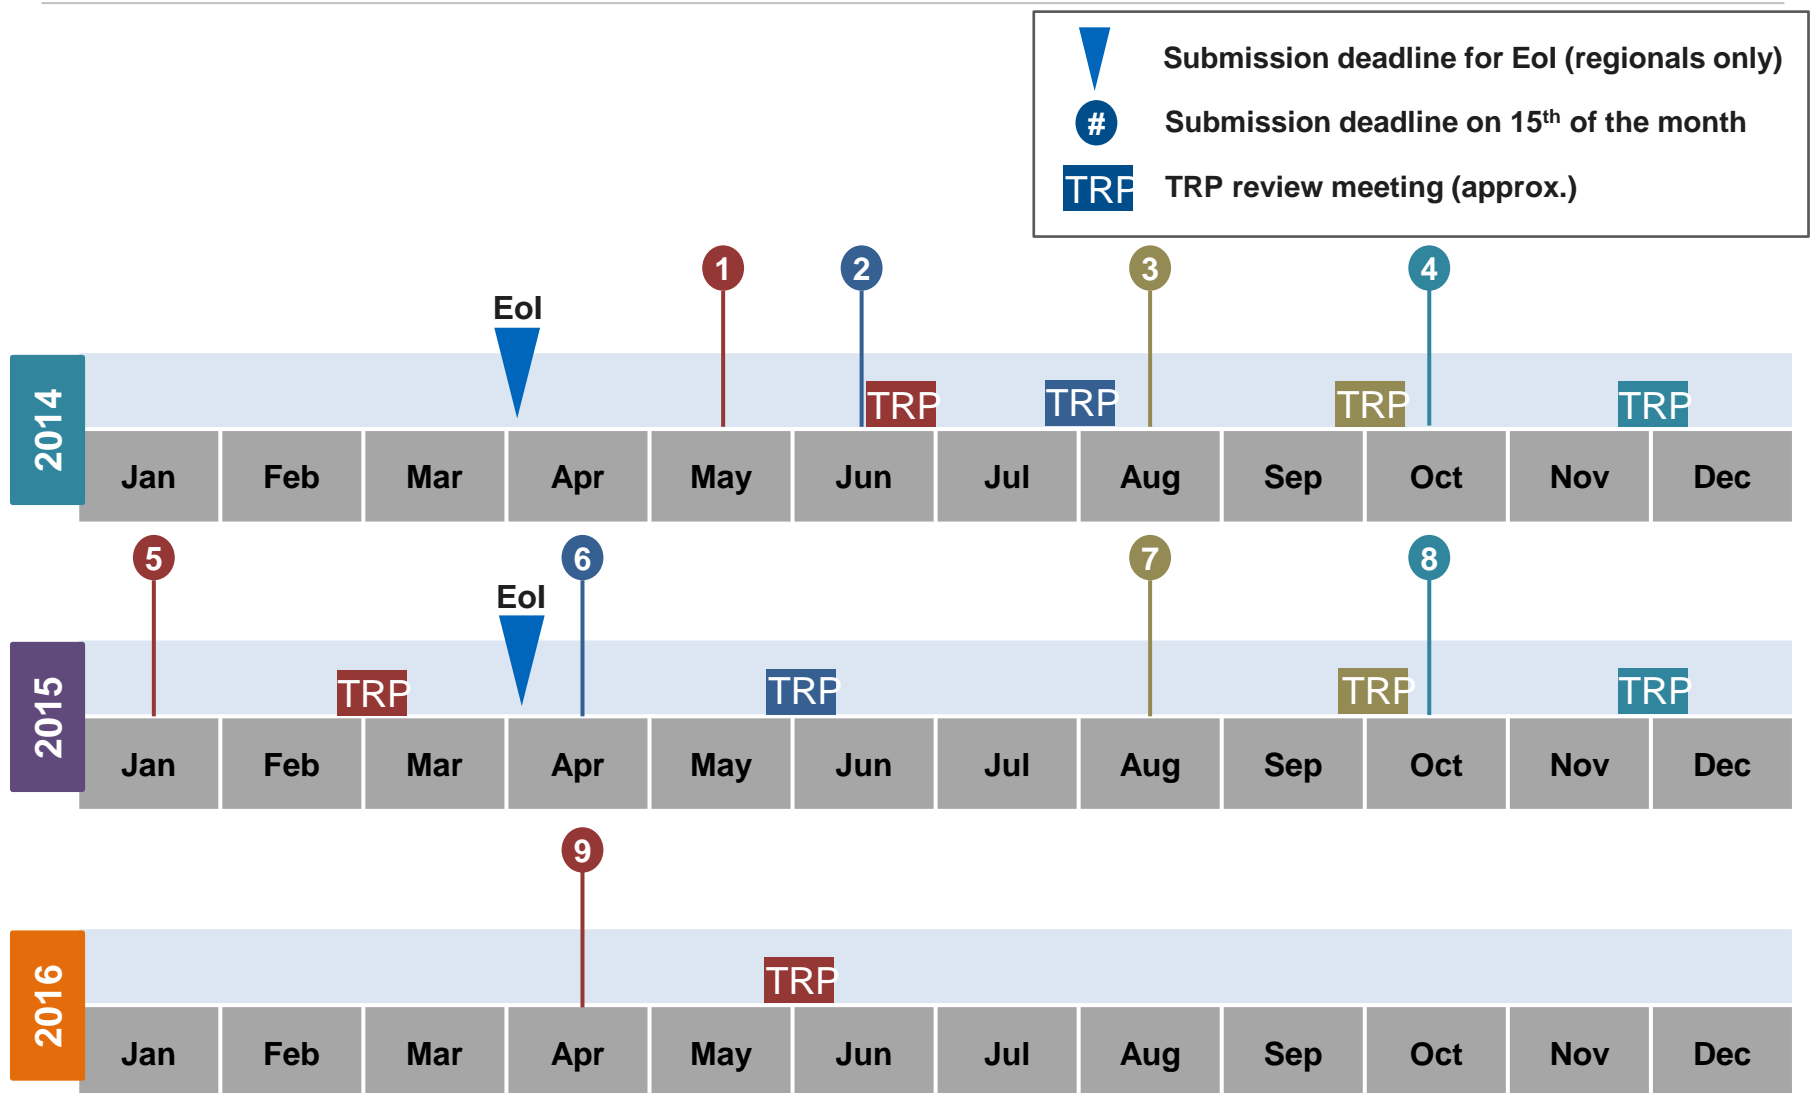 Submission deadline for EoI (regionals only)
# Submission deadline on 15th of the month
TRP TRP review meeting (approx.)
1 2 3 4
EoI
2014
TRP TRP TRP TRP
Jan Feb Mar Apr May Jun Jul Aug Sep Oct Nov Dec
5 6 7 8
EoI
2015
TRP TRP TRP TRP
Jan Feb Mar Apr May Jun Jul Aug Sep Oct Nov Dec
9
2016
TRP
Jan Feb Mar Apr May Jun Jul Aug Sep Oct Nov Dec